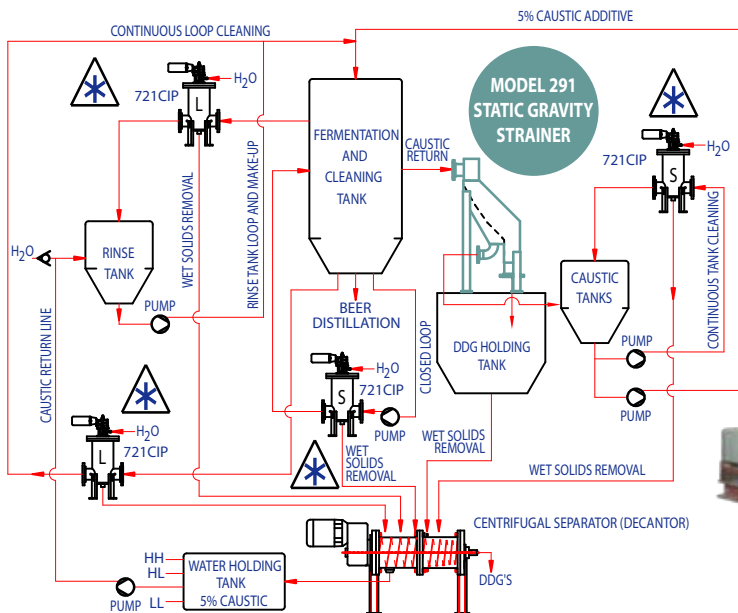 CONTINUOUS LOOP CLEANING
5% CAUSTIC ADDITIVE
H2O
721CIP
L
MODEL 291
STATIC GRAVITY
STRAINER
FERMENTATION
AND
CLEANING
TANK
CAUSTIC
RETURN
721CIP
H2O
S
WET SOLIDS REMOVAL
RINSE TANK LOOP AND MAKE-UP
CONTINUOUS TANK CLEANING
H2O
RINSE
TANK
PUMP
CAUSTIC RETURN LINE
BEER
DISTILLATION
CLOSED LOOP
DDG HOLDING
TANK
CAUSTIC
TANKS
PUMP
PUMP
H2O
721CIP
S
PUMP
H2O
721CIP
L
WET SOLIDS
REMOVAL
WET SOLIDS
REMOVAL
WET SOLIDS REMOVAL
CENTRIFUGAL SEPARATOR (DECANTOR)
DDG'S
HH
HL
LL
WATER HOLDING
TANK
5% CAUSTIC
PUMP